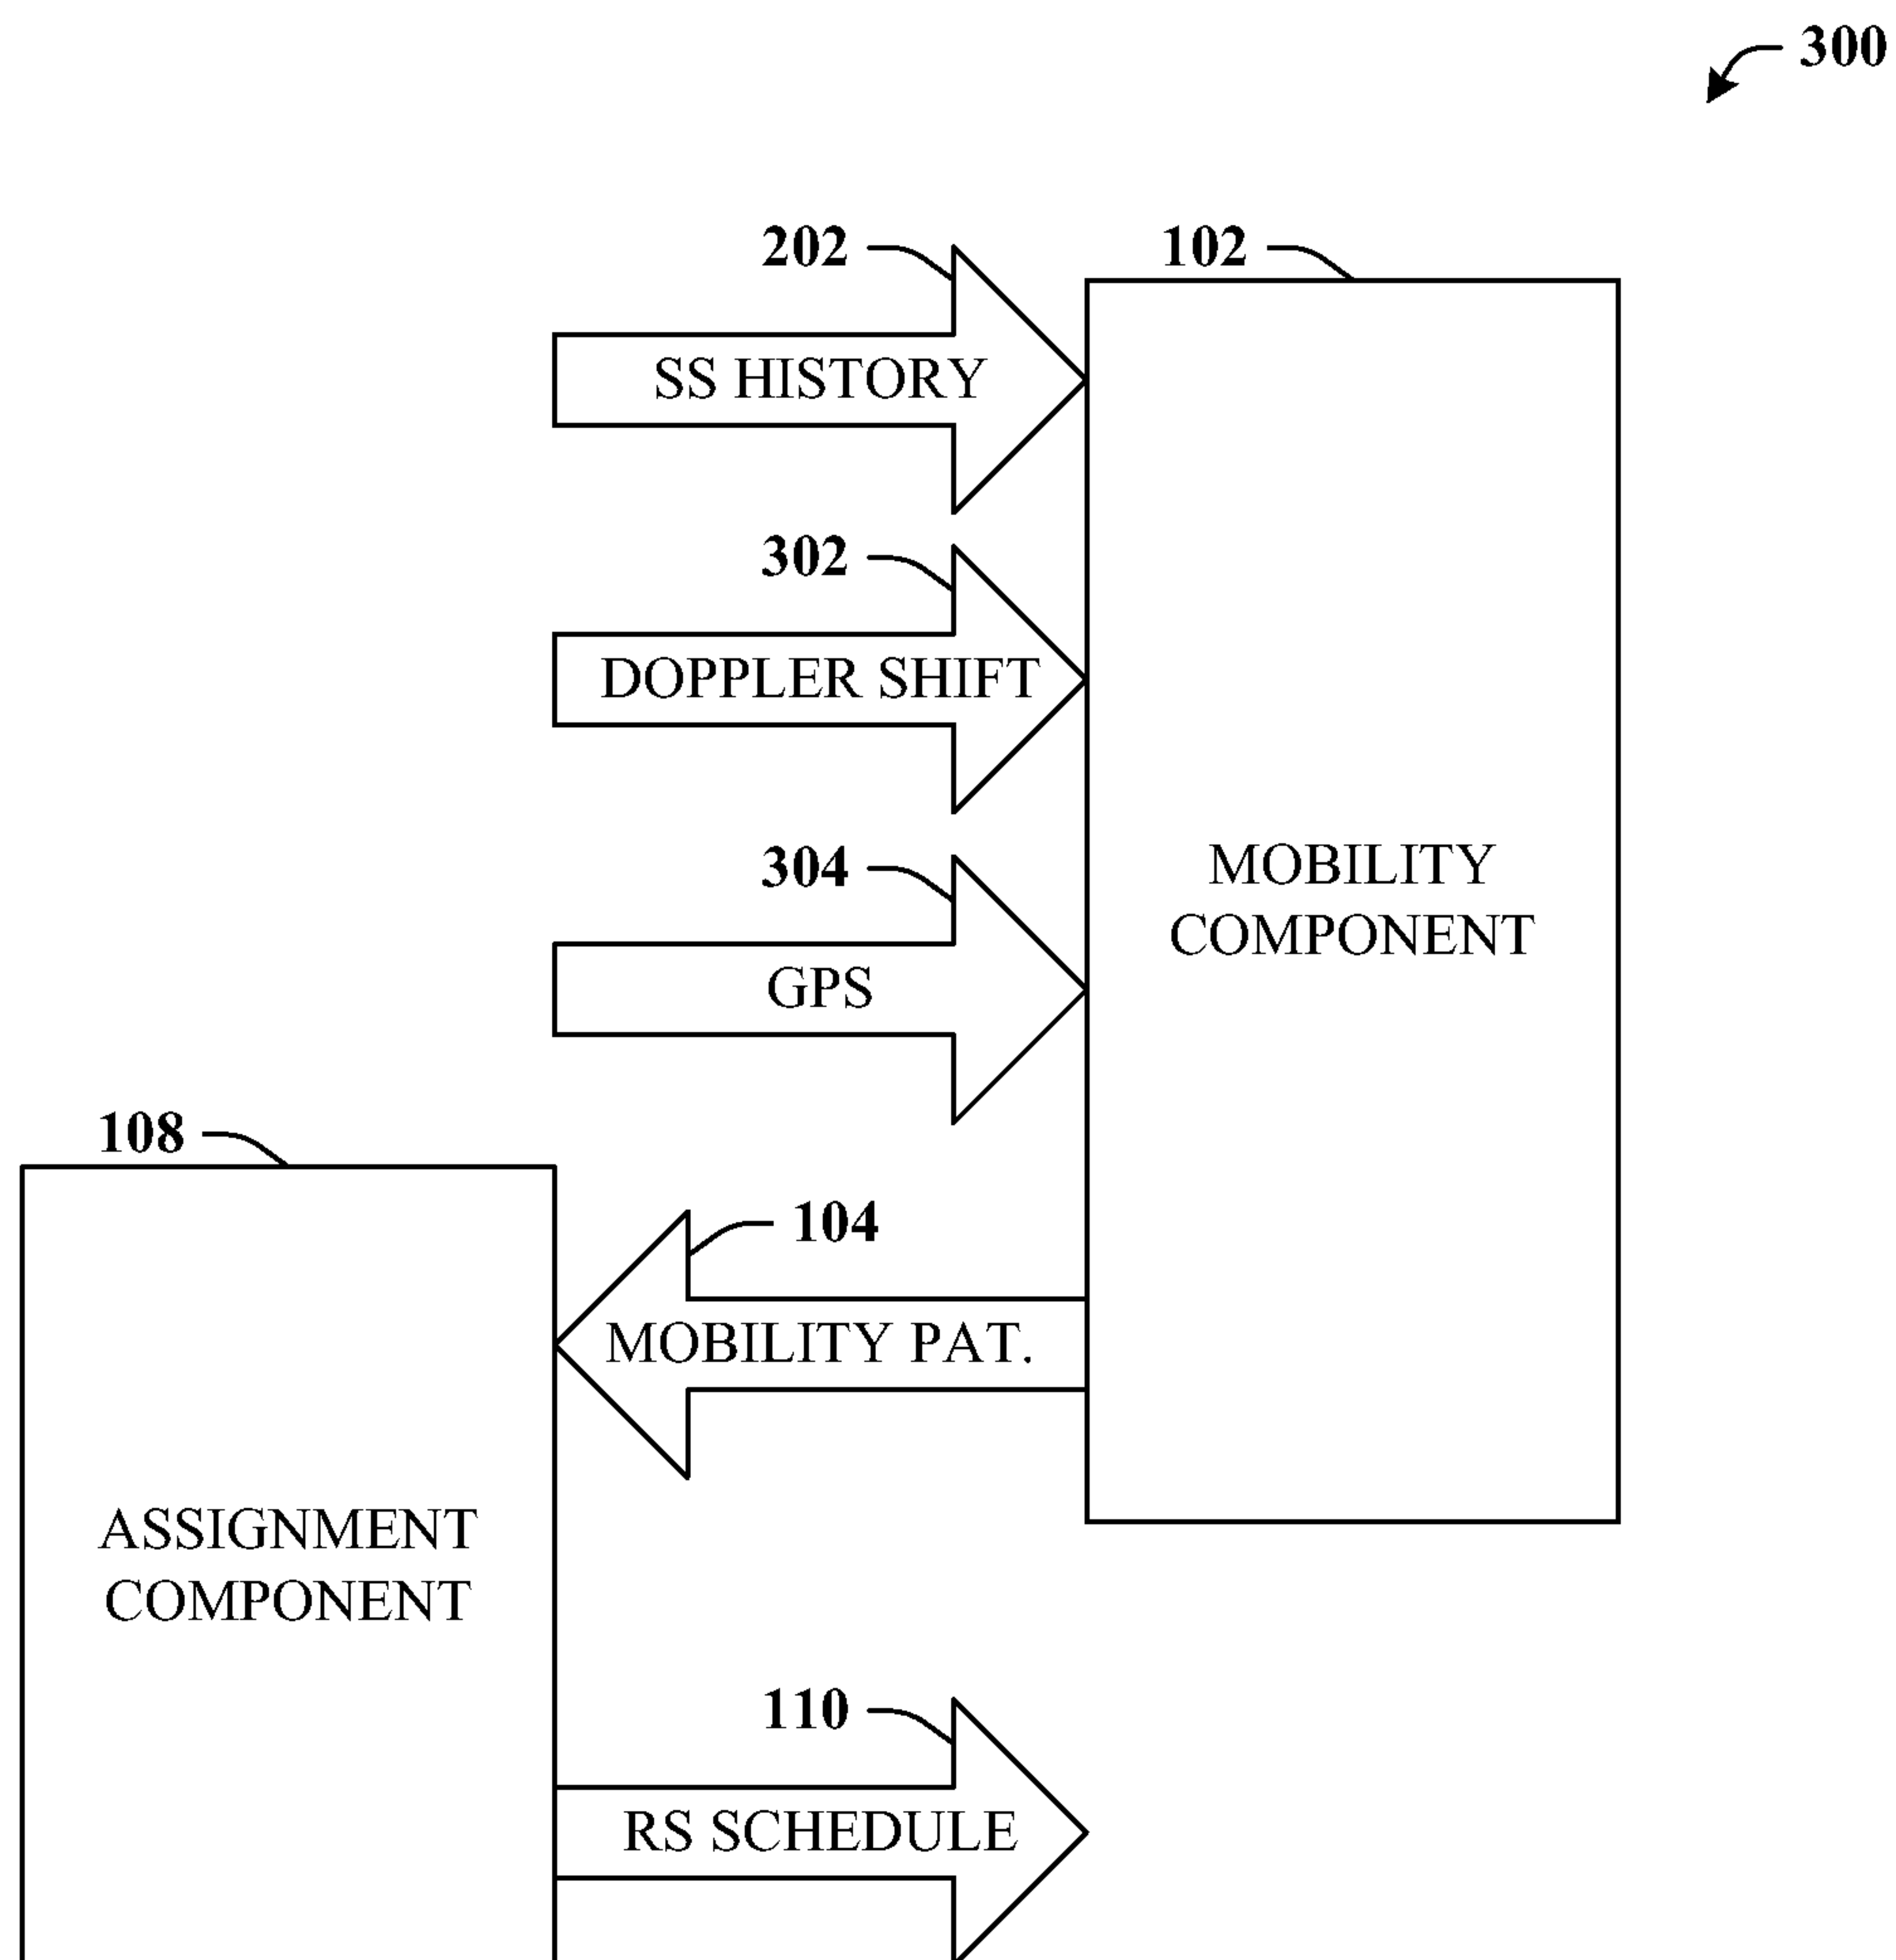 300
202
102
SS HISTORY
302
DOPPLER SHIFT
304
MOBILITY
COMPONENT
GPS
108
104
MOBILITY PAT.
ASSIGNMENT
COMPONENT
110
RS SCHEDULE